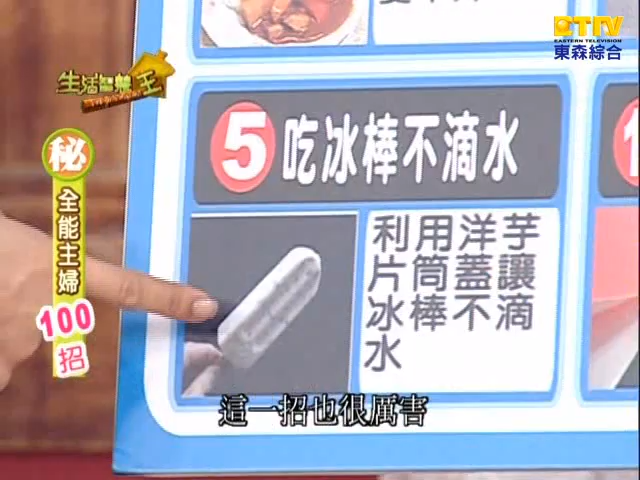 ETTV
EASTERN TELEVISION
東森綜合
生活智慧王
秘
全能主婦
100
招
5
吃冰棒不滴水
利用洋芋
片筒蓋讓
冰棒不滴
水
這一招也很厲害